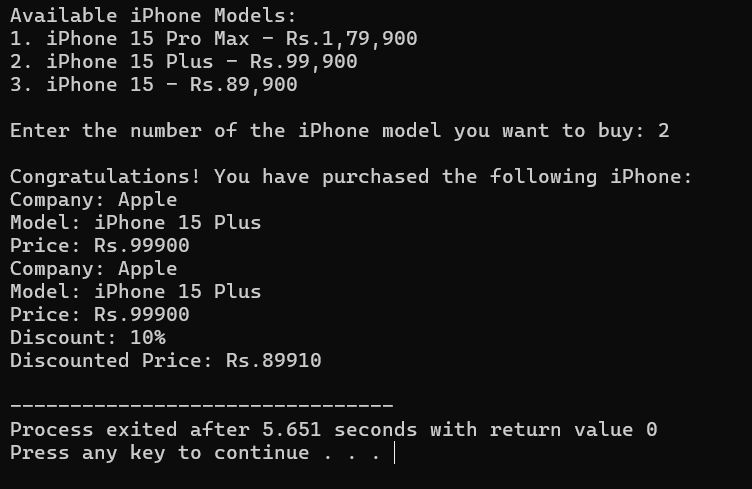 Available iPhone Models:
1. iPhone 15 Pro Max - Rs.1,79,900
2. iPhone 15 Plus - Rs.99,900
3. iPhone 15 - Rs.89,900
Enter the number of the iPhone model you want to buy: 2
Congratulations! You have purchased the following iPhone:
Company: Apple
Model: iPhone 15 Plus
Price: Rs.99900
Company: Apple
Model: iPhone 15 Plus
Price: Rs.99900
Discount: 10%
Discounted Price: Rs.89910
--------------------------------
Process exited after 5.651 seconds with return value 0
Press any key to continue . . .